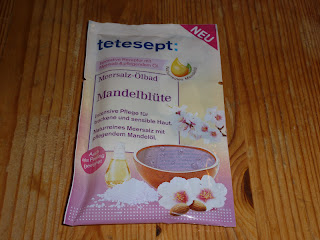 NEU
tetesept:
Meersalz-Ölbad
Mandelblüte
Intensive Pflege für
trockene und sensible Haut.
Naturreines Meersalz mit
pflegendem Mandelöl.